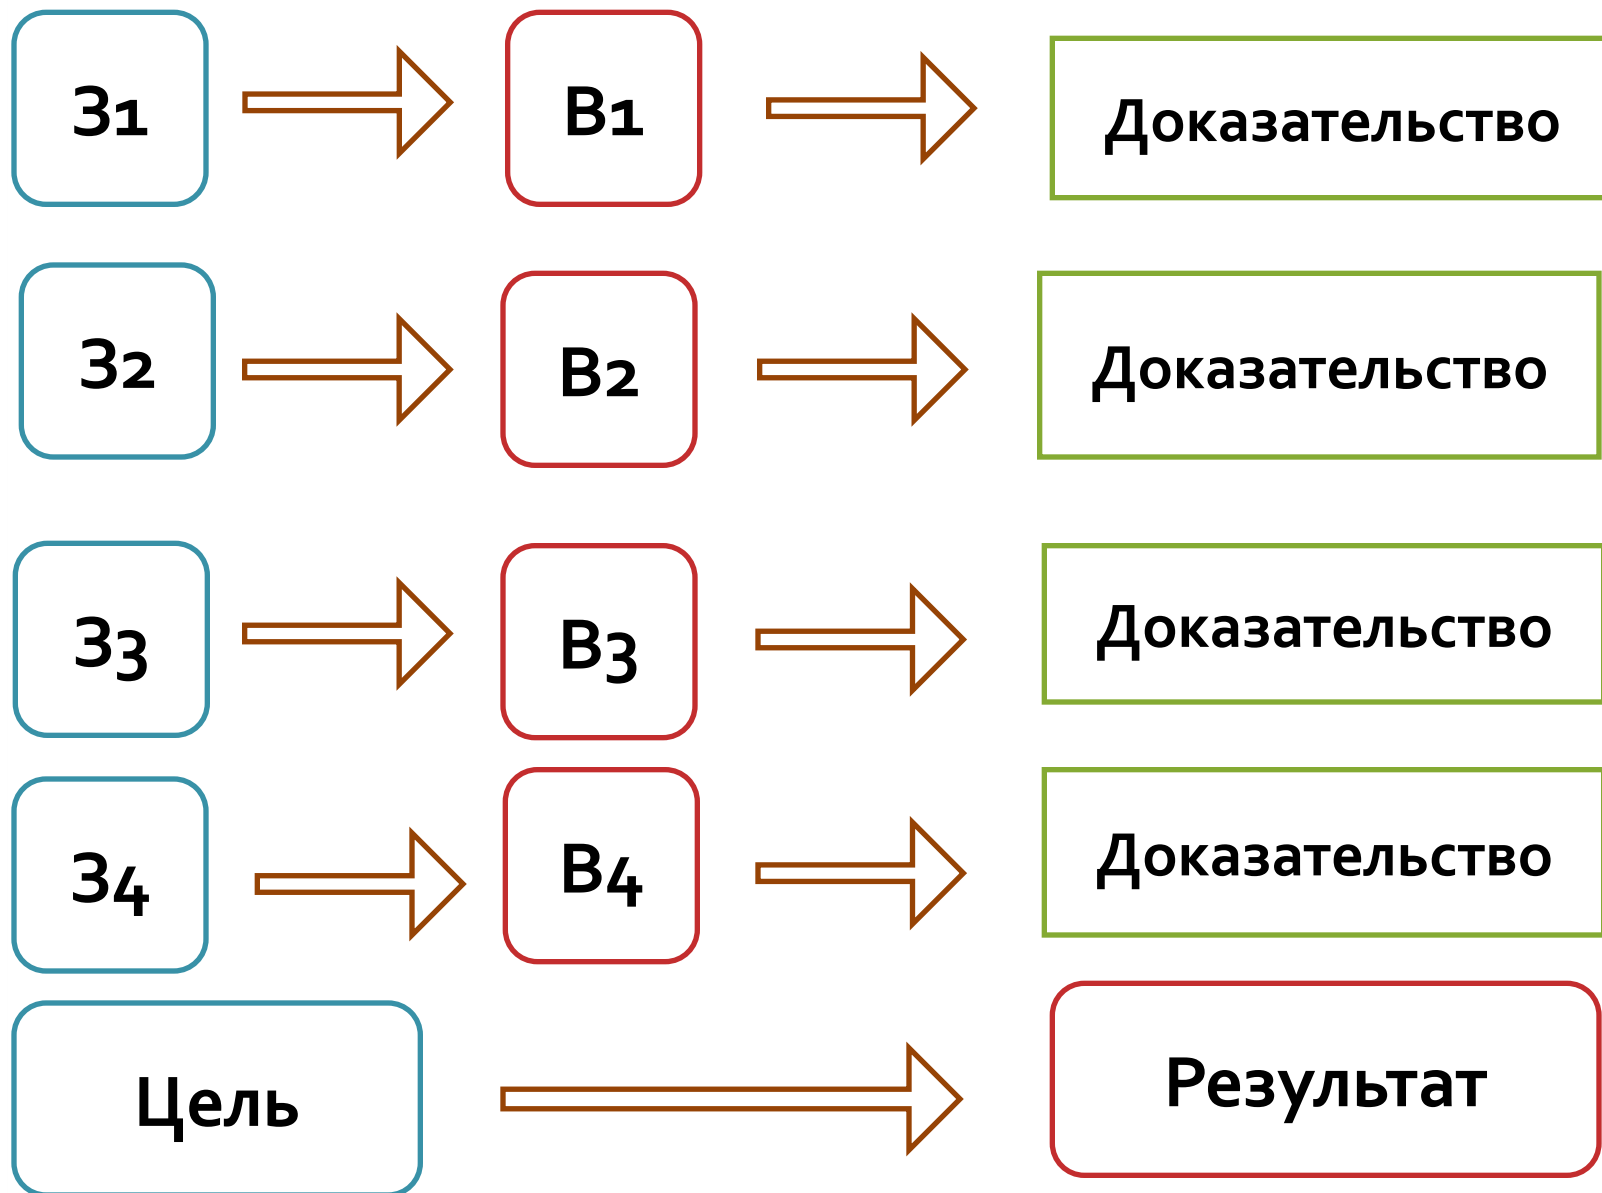 З1 В1 Доказательство
З2 В2 Доказательство
З3 В3 Доказательство
З4 В4 Доказательство
Цель Результат